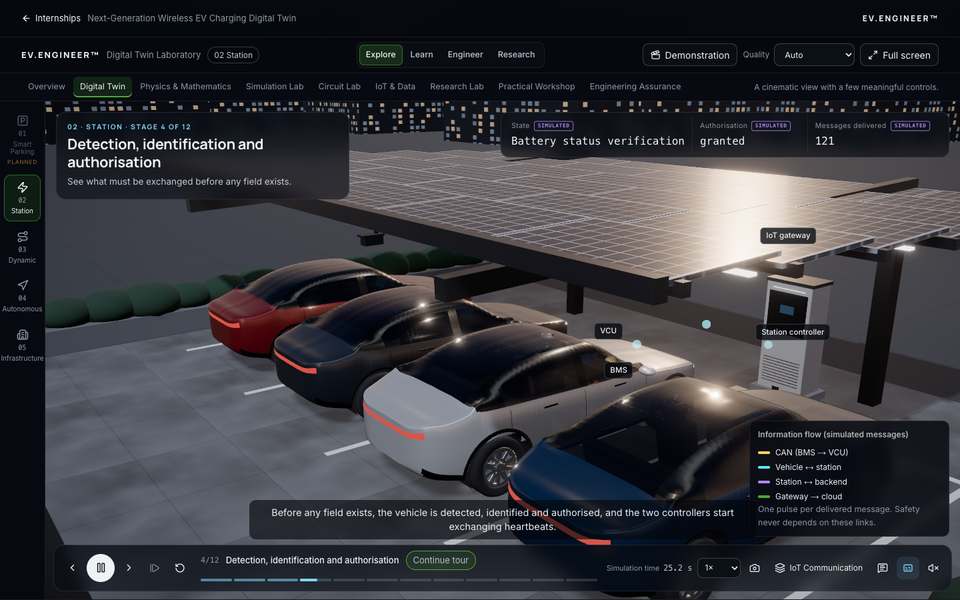 ← Internships Next-Generation Wireless EV Charging Digital Twin EV.ENGINEER™
EV.ENGINEER™ Digital Twin Laboratory 02 Station Explore Learn Engineer Research Demonstration Quality Auto Full screen
Overview Digital Twin Physics & Mathematics Simulation Lab Circuit Lab IoT & Data Research Lab Practical Workshop Engineering Assurance A cinematic view with a few meaningful controls.
P
01
Smart Parking
PLANNED
02
Station
03
Dynamic
04
Autonomous
05
Infrastructure
02 · STATION · STAGE 4 OF 12
Detection, identification and
authorisation
See what must be exchanged before any field exists.
State SIMULATED
Battery status verification
Authorisation SIMULATED
granted
Messages delivered SIMULATED
121
IoT gateway
VCU
Station controller
BMS
Information flow (simulated messages)
CAN (BMS → VCU)
Vehicle ↔ station
Station ↔ backend
Gateway → cloud
One pulse per delivered message. Safety
never depends on these links.
Before any field exists, the vehicle is detected, identified and authorised, and the two controllers start
exchanging heartbeats.
4/12 Detection, identification and authorisation Continue tour
Simulation time 25.2 s 1× IoT Communication